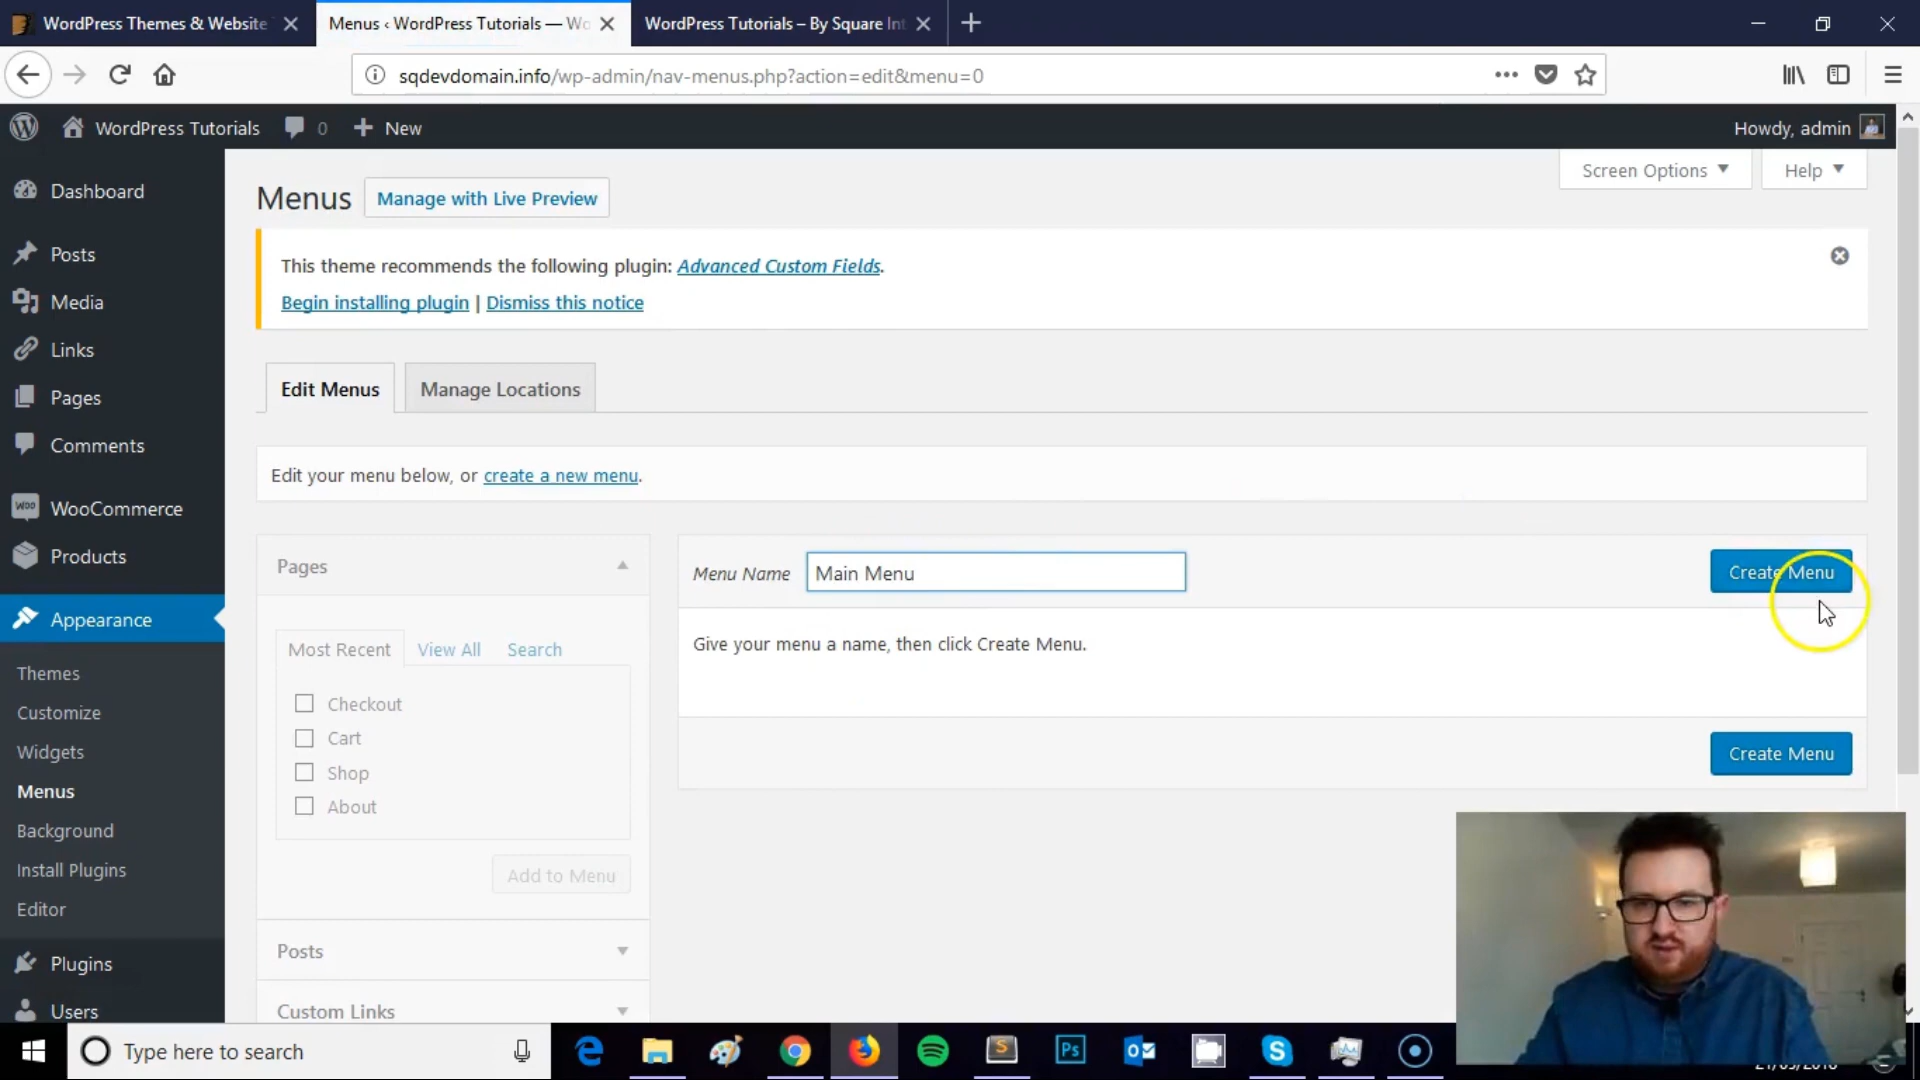 WordPress Themes & Website
Menus ‹ WordPress Tutorials — Wo
WordPress Tutorials – By Square Int
sqdevdomain.info/wp-admin/nav-menus.php?action=edit&menu=0
WordPress Tutorials
0
New
Howdy, admin
Screen Options
Help
Dashboard
Posts
Media
Links
Pages
Comments
WooCommerce
Products
Appearance
Themes
Customize
Widgets
Menus
Background
Install Plugins
Editor
Plugins
Users
Menus
Manage with Live Preview
This theme recommends the following plugin: Advanced Custom Fields.
Begin installing plugin | Dismiss this notice
Edit Menus
Manage Locations
Edit your menu below, or create a new menu.
Pages
Most Recent
View All
Search
Checkout
Cart
Shop
About
Add to Menu
Posts
Custom Links
Menu Name
Main Menu
Create Menu
Give your menu a name, then click Create Menu.
Create Menu
Type here to search